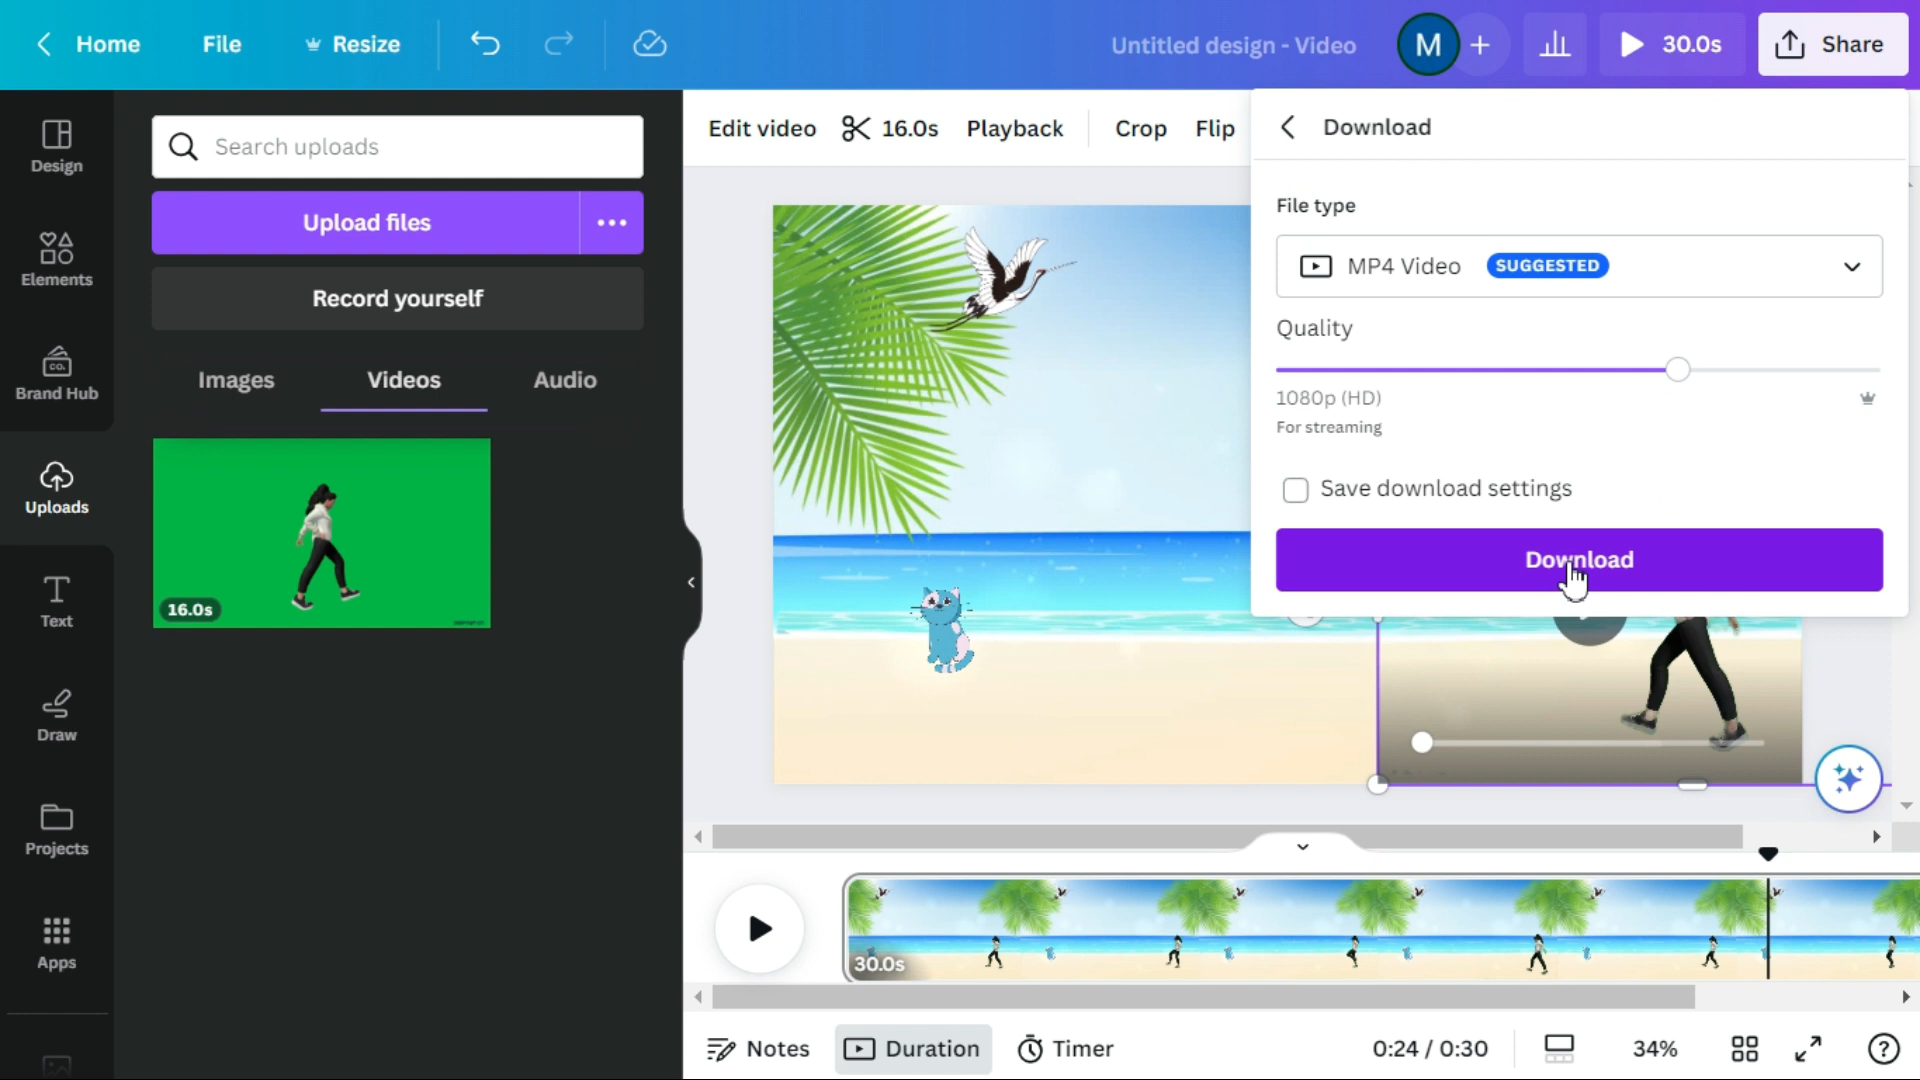 Home
File
Resize
Untitled design - Video
M
+
30.0s
Share
Design
Elements
CO.
Brand Hub
Uploads
Text
Draw
Projects
Apps
Search uploads
Upload files
Record yourself
Images
Videos
Audio
16.0s
Edit video
16.0s
Playback
Crop
Flip
Download
File type
MP4 Video
SUGGESTED
Quality
1080p (HD)
For streaming
Save download settings
Download
30.0s
Notes
Duration
Timer
0:24 / 0:30
34%
?